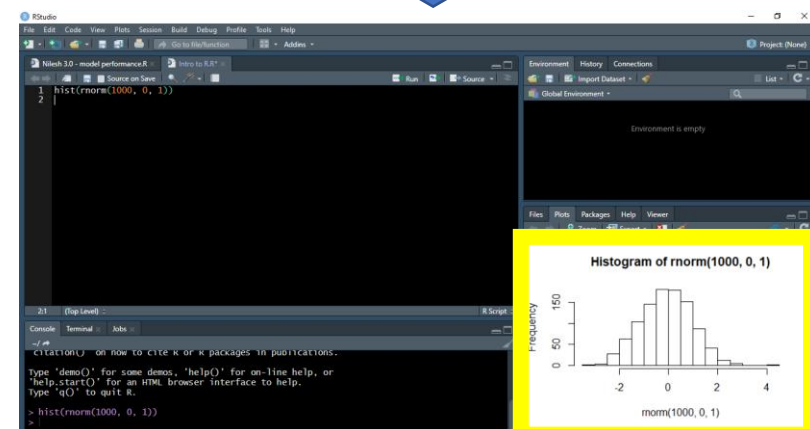 RStudio
File Edit Code View Plots Session Build Debug Profile Tools Help
Go to file/function Addins
Project: (None)
Nilesh 3.0 - model performance.R Intro to R.R*
Source on Save Run Source
1 hist(rnorm(1000, 0, 1))
2
2:1 (Top Level) R Script
Console Terminal Jobs
~/
citation() on how to cite R or R packages in publications.
Type 'demo()' for some demos, 'help()' for on-line help, or
'help.start()' for an HTML browser interface to help.
Type 'q()' to quit R.
> hist(rnorm(1000, 0, 1))
>
Environment History Connections
Import Dataset List
Global Environment
Environment is empty
Files Plots Packages Help Viewer
Zoom Export
Histogram of rnorm(1000, 0, 1)
Frequency
150
50
0
-2 0 2 4
rnorm(1000, 0, 1)